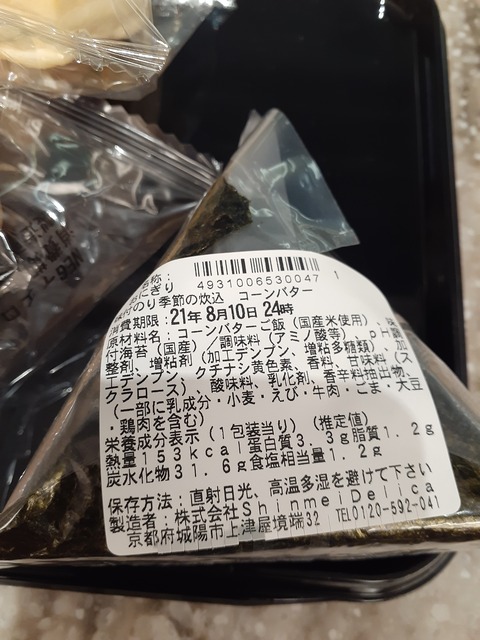 名称:
おにぎり
4931006530047 1
味付のり季節の炊込 コーンバター
消費期限:21年 8月10日 24時
原材料名:コーンバターご飯(国産米使用)、味
付海苔(国産)/調味料(アミノ酸等)、pH調
整剤、増粘剤(加工デンプン、増粘多糖類)、加
工デンプン、クチナシ黄色素、香料、甘味料(ス
クラロース)、酸味料、乳化剤、香辛料抽出物、
(一部に乳成分・小麦・えび・牛肉・ごま・大豆
・鶏肉を含む)
栄養成分表示(1包装当り)(推定値)
熱量153kcal蛋白質3.3g脂質1.2g
炭水化物31.6g食塩相当量1.2g
保存方法:直射日光、高温多湿を避けて下さい
製造者:株式会社ShinmeiDelica
京都府城陽市上津屋境端32 TEL0120-592-041